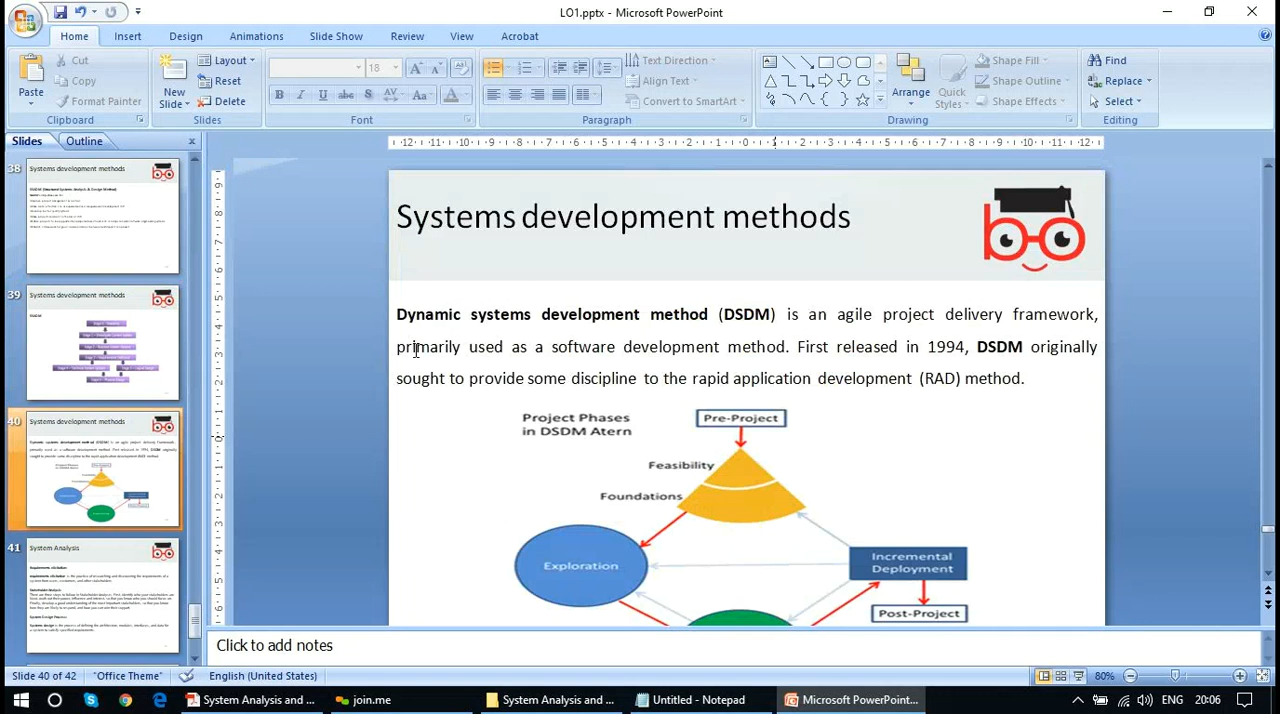 LO1.pptx - Microsoft PowerPoint
Home Insert Design Animations Slide Show Review View Acrobat
Paste
Cut
Copy
Format Painter
Clipboard
New
Slide
Layout
Reset
Delete
Slides
18
Font
Text Direction
Align Text
Convert to SmartArt
Paragraph
Arrange
Quick
Styles
Shape Fill
Shape Outline
Shape Effects
Drawing
Find
Replace
Select
Editing
Slides Outline
38
Systems development methods
39
Systems development methods
40
Systems development methods
41
System Analysis
Systems development methods
Dynamic systems development method (DSDM) is an agile project delivery framework,
primarily used as a software development method. First released in 1994, DSDM originally
sought to provide some discipline to the rapid application development (RAD) method.
Project Phases
in DSDM Atern
Pre-Project
Feasibility
Foundations
Exploration
Incremental
Deployment
Post-Project
Click to add notes
Slide 40 of 42 "Office Theme" English (United States) 80%
System Analysis and ... join.me System Analysis and ... Untitled - Notepad Microsoft PowerPoint... ENG 20:06